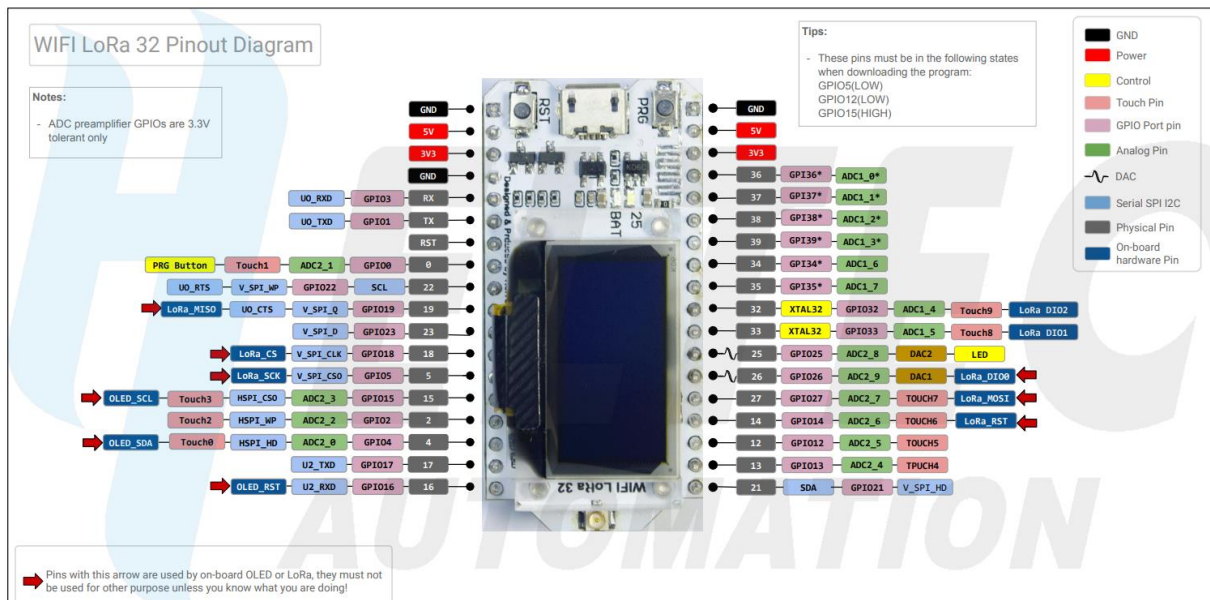 WIFI LoRa 32 Pinout Diagram
Notes:
- ADC preamplifier GPIOs are 3.3V
tolerant only
Tips:
- These pins must be in the following states
when downloading the program:
GPIO5(LOW)
GPIO12(LOW)
GPIO15(HIGH)
GND
Power
Control
Touch Pin
GPIO Port pin
Analog Pin
DAC
Serial SPI I2C
Physical Pin
On-board
hardware Pin
GND
5V
3V3
GND
U0_RXD GPIO3 RX
U0_TXD GPIO1 TX
RST
PRG Button Touch1 ADC2_1 GPIO0 0
U0_RTS V_SPI_WP GPIO22 SCL 22
LoRa_MISO U0_CTS V_SPI_Q GPIO19 19
V_SPI_D GPIO23 23
LoRa_CS V_SPI_CLK GPIO18 18
LoRa_SCK V_SPI_CSO GPIO5 5
OLED_SCL Touch3 HSPI_CSO ADC2_3 GPIO15 15
Touch2 HSPI_WP ADC2_2 GPIO2 2
OLED_SDA Touch0 HSPI_HD ADC2_0 GPIO4 4
U2_TXD GPIO17 17
OLED_RST U2_RXD GPIO16 16
RST
PRG
25
BAT
WIFI LoRa 32
GND
5V
3V3
36 GPI36* ADC1_0*
37 GPI37* ADC1_1*
38 GPI38* ADC1_2*
39 GPI39* ADC1_3*
34 GPI34* ADC1_6
35 GPI35* ADC1_7
32 XTAL32 GPIO32 ADC1_4 Touch9 LoRa DIO2
33 XTAL32 GPIO33 ADC1_5 Touch8 LoRa DIO1
25 GPIO25 ADC2_8 DAC2 LED
26 GPIO26 ADC2_9 DAC1 LoRa_DIO0
27 GPIO27 ADC2_7 TOUCH7 LoRa_MOSI
14 GPIO14 ADC2_6 TOUCH6 LoRa_RST
12 GPIO12 ADC2_5 TOUCH5
13 GPIO13 ADC2_4 TPUCH4
21 SDA GPIO21 V_SPI_HD
AUTOMATION
Pins with this arrow are used by on-board OLED or LoRa, they must not
be used for other purpose unless you know what you are doing!